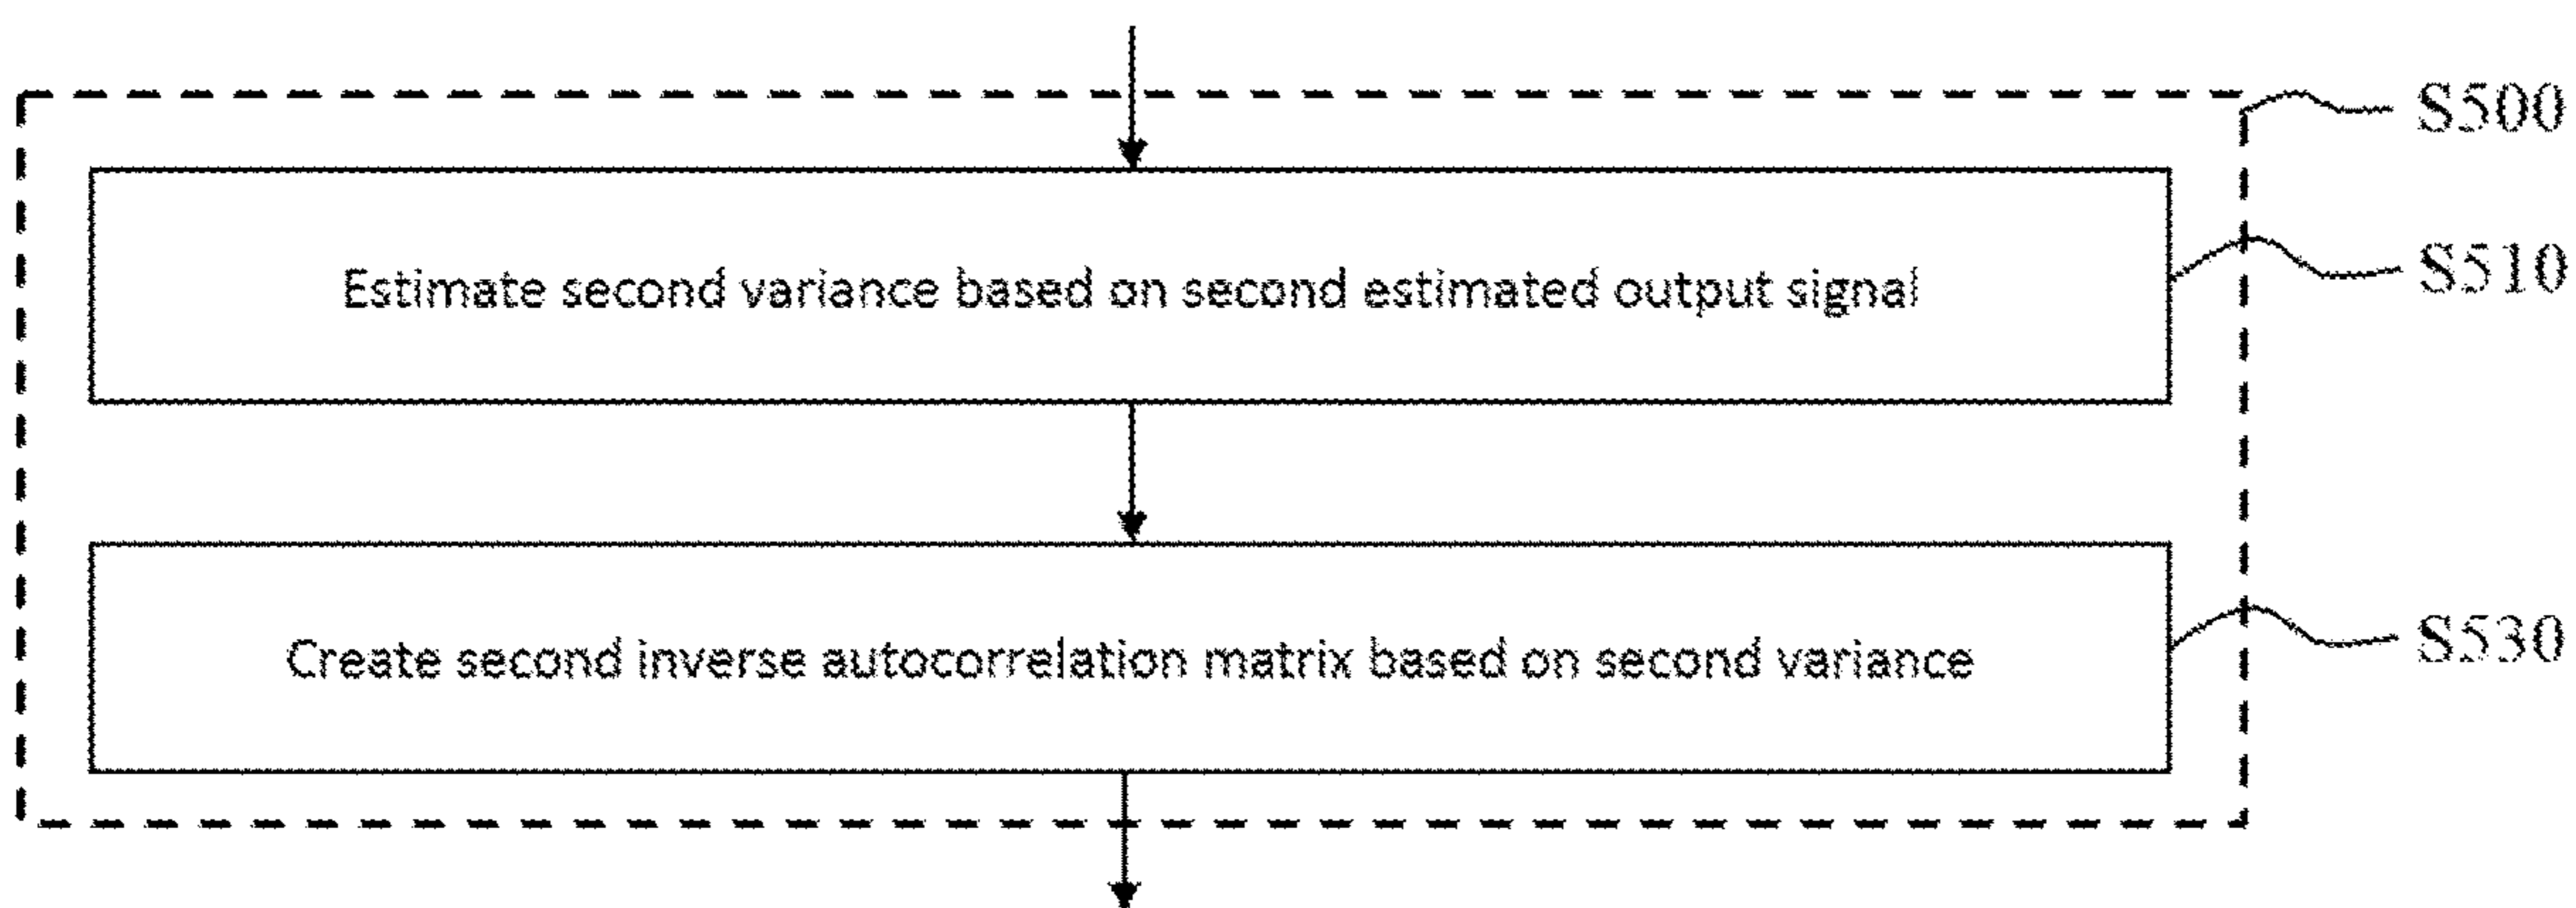 S500
Estimate second variance based on second estimated output signal
S510
Create second inverse autocorrelation matrix based on second variance
S530